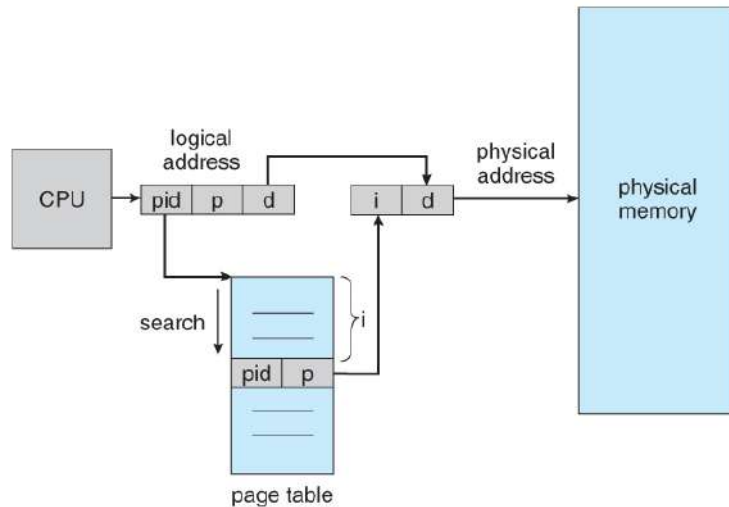 logical
address
physical
address
CPU
pid p d
i d
physical
memory
search
i
pid p
page table